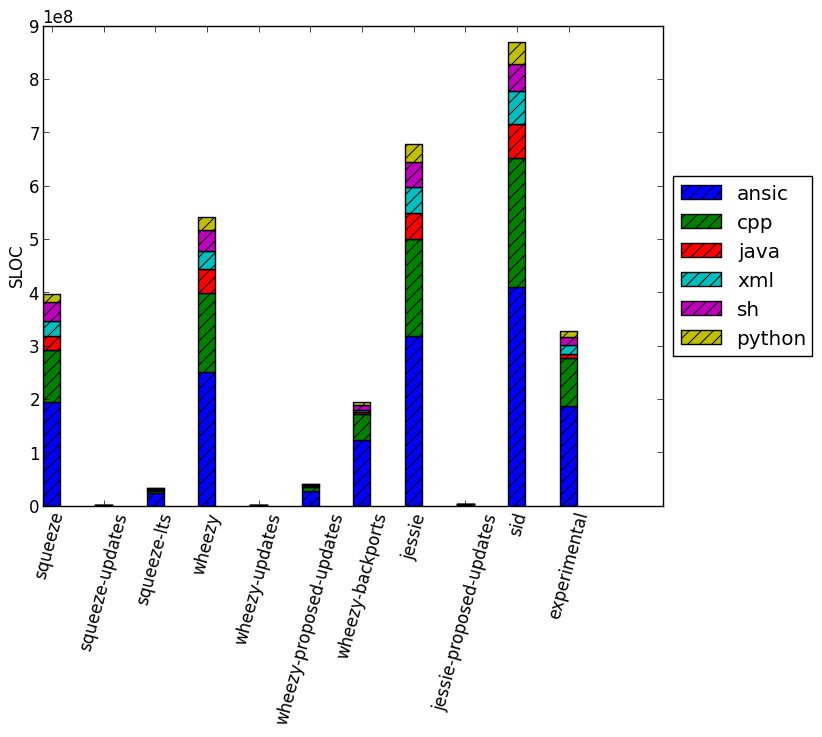 1e8
9
8
7
6
5
4
3
2
1
0
SLOC
squeeze
squeeze-updates
squeeze-lts
wheezy
wheezy-updates
wheezy-proposed-updates
wheezy-backports
jessie
jessie-proposed-updates
sid
experimental
ansic
cpp
java
xml
sh
python